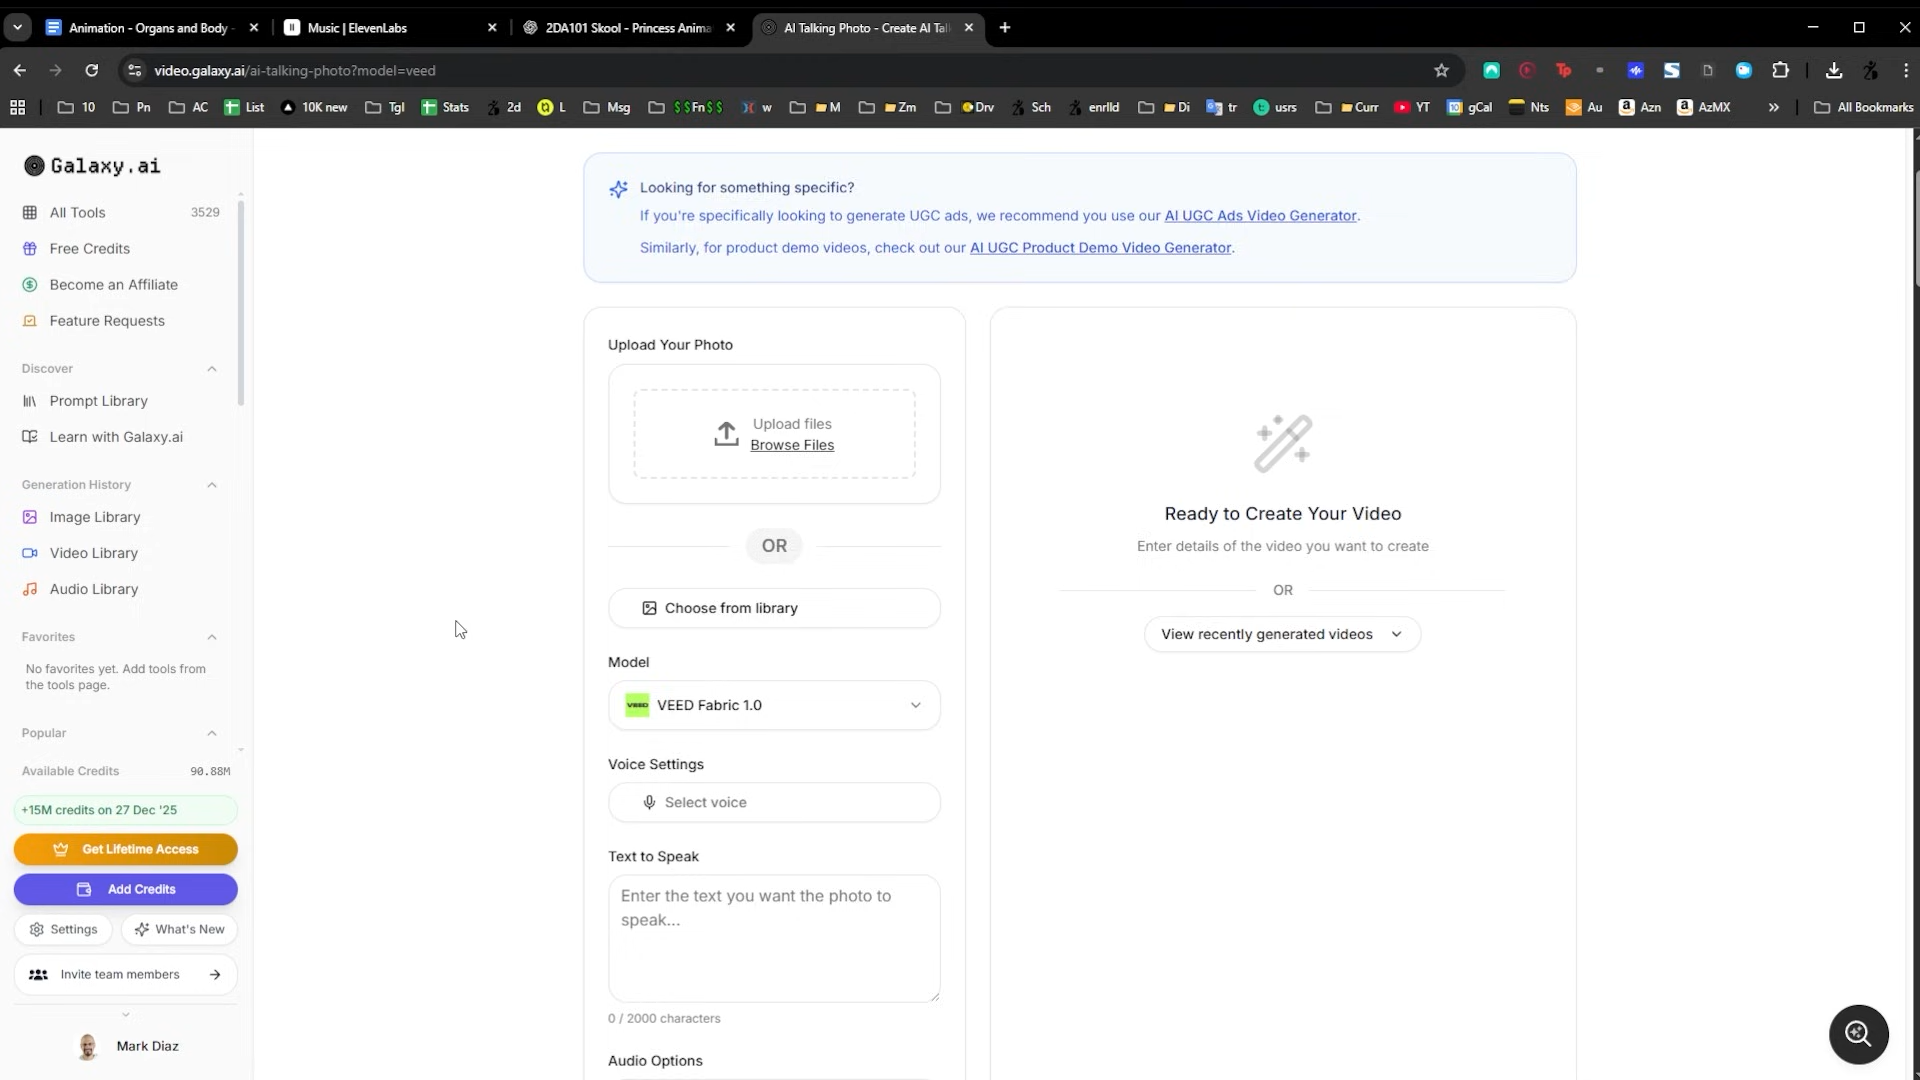 Animation - Organs and Body -
Music | ElevenLabs
2DA101 Skool - Princess Anima
AI Talking Photo - Create AI Tal
video.galaxy.ai/ai-talking-photo?model=veed
10
Pn
AC
List
10K new
Tgl
Stats
2d
L
Msg
$$Fn$$
w
M
Zm
Drv
Sch
enrlld
Di
tr
usrs
Curr
YT
gCal
Nts
Au
Azn
AzMX
»
All Bookmarks
Galaxy.ai
All Tools 3529
Free Credits
Become an Affiliate
Feature Requests
Discover
Prompt Library
Learn with Galaxy.ai
Generation History
Image Library
Video Library
Audio Library
Favorites
No favorites yet. Add tools from
the tools page.
Popular
Available Credits 90.88M
+15M credits on 27 Dec '25
Get Lifetime Access
Add Credits
Settings
What's New
Invite team members
Mark Diaz
Looking for something specific?
If you're specifically looking to generate UGC ads, we recommend you use our AI UGC Ads Video Generator.
Similarly, for product demo videos, check out our AI UGC Product Demo Video Generator.
Upload Your Photo
Upload files
Browse Files
OR
Choose from library
Model
VEED VEED Fabric 1.0
Voice Settings
Select voice
Text to Speak
Enter the text you want the photo to
speak...
0 / 2000 characters
Audio Options
Ready to Create Your Video
Enter details of the video you want to create
OR
View recently generated videos